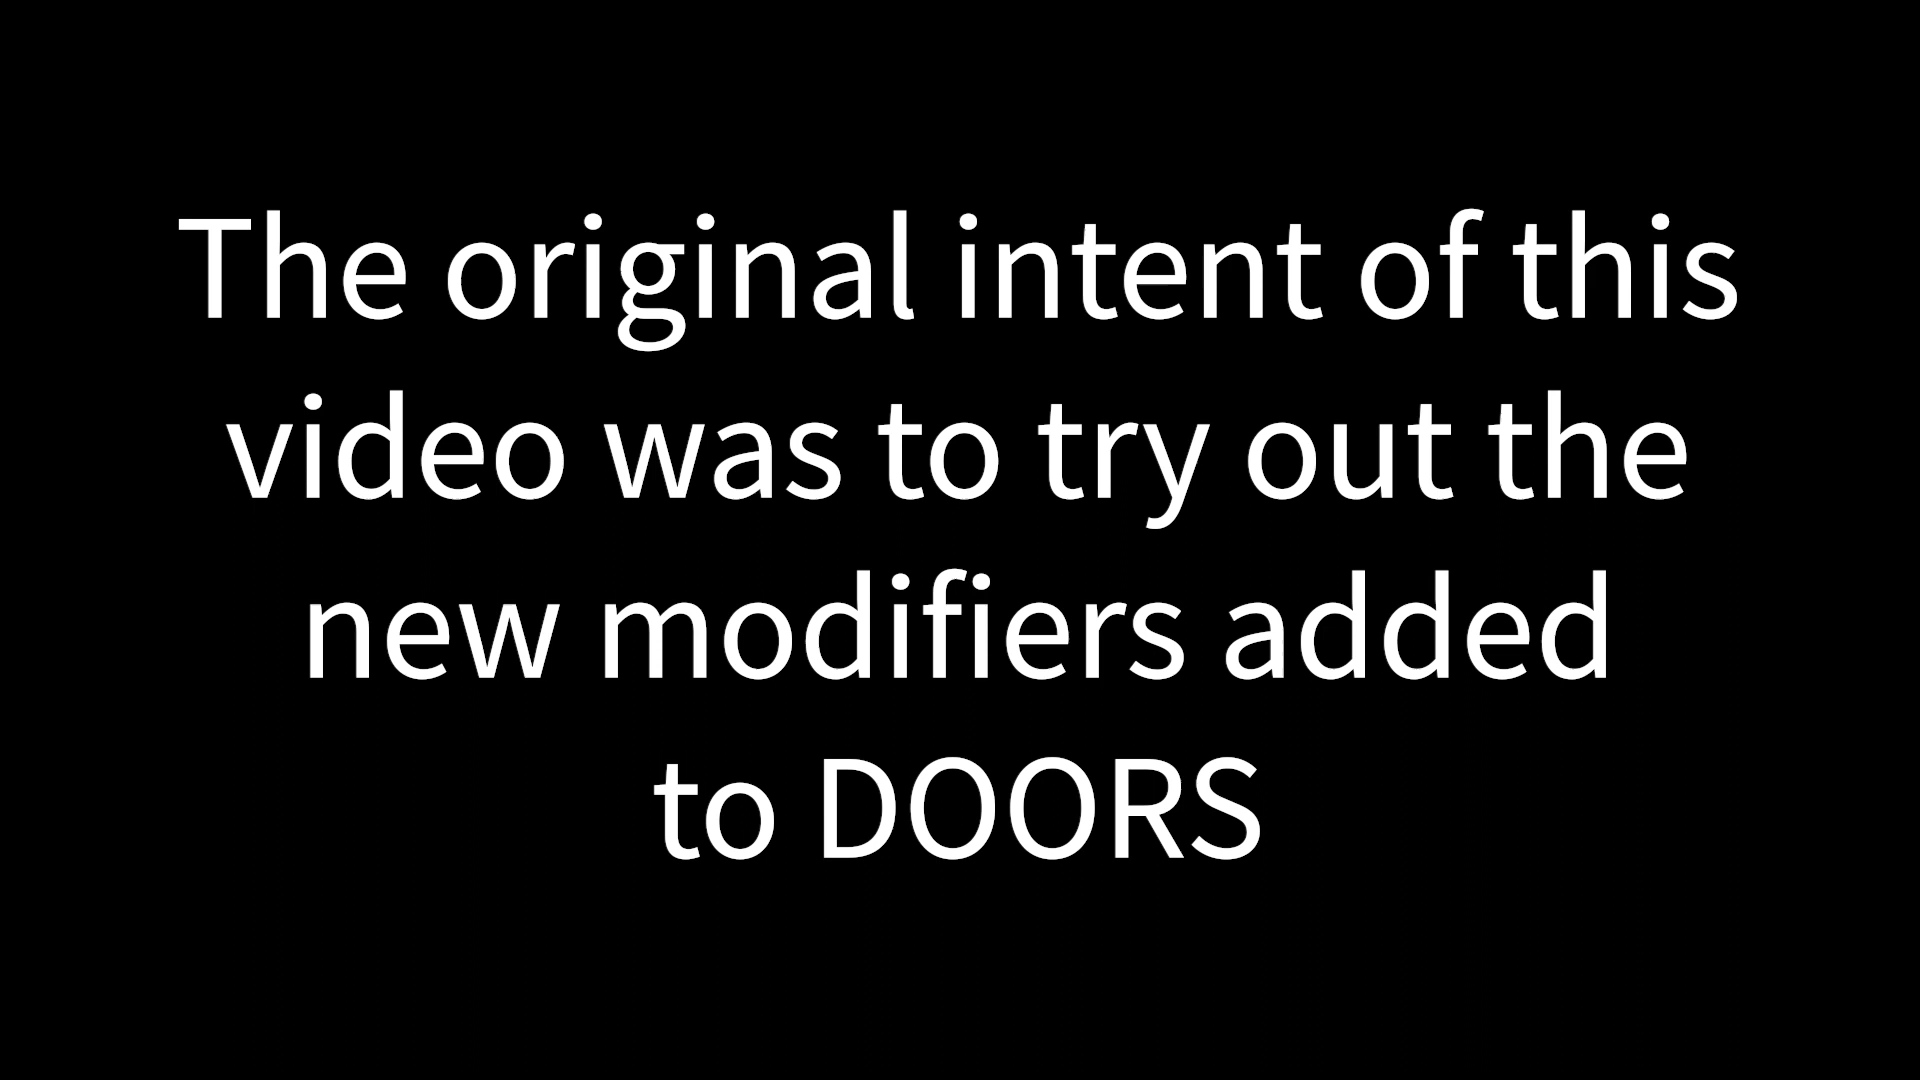 The original intent of this
video was to try out the
new modifiers added
to DOORS